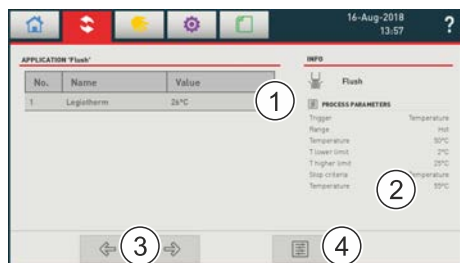 16-Aug-2018
13:57
?
APPLICATION 'Flush'
No. Name Value
1 Legiotherm 26°C
1
INFO
Flush
PROCESS PARAMETERS
Trigger Temperature
Range Hot
Temperature 50°C
T lower limit 2°C
T higher limit 25°C
Stop criteria Temperature
Temperature 55°C
2
3
4